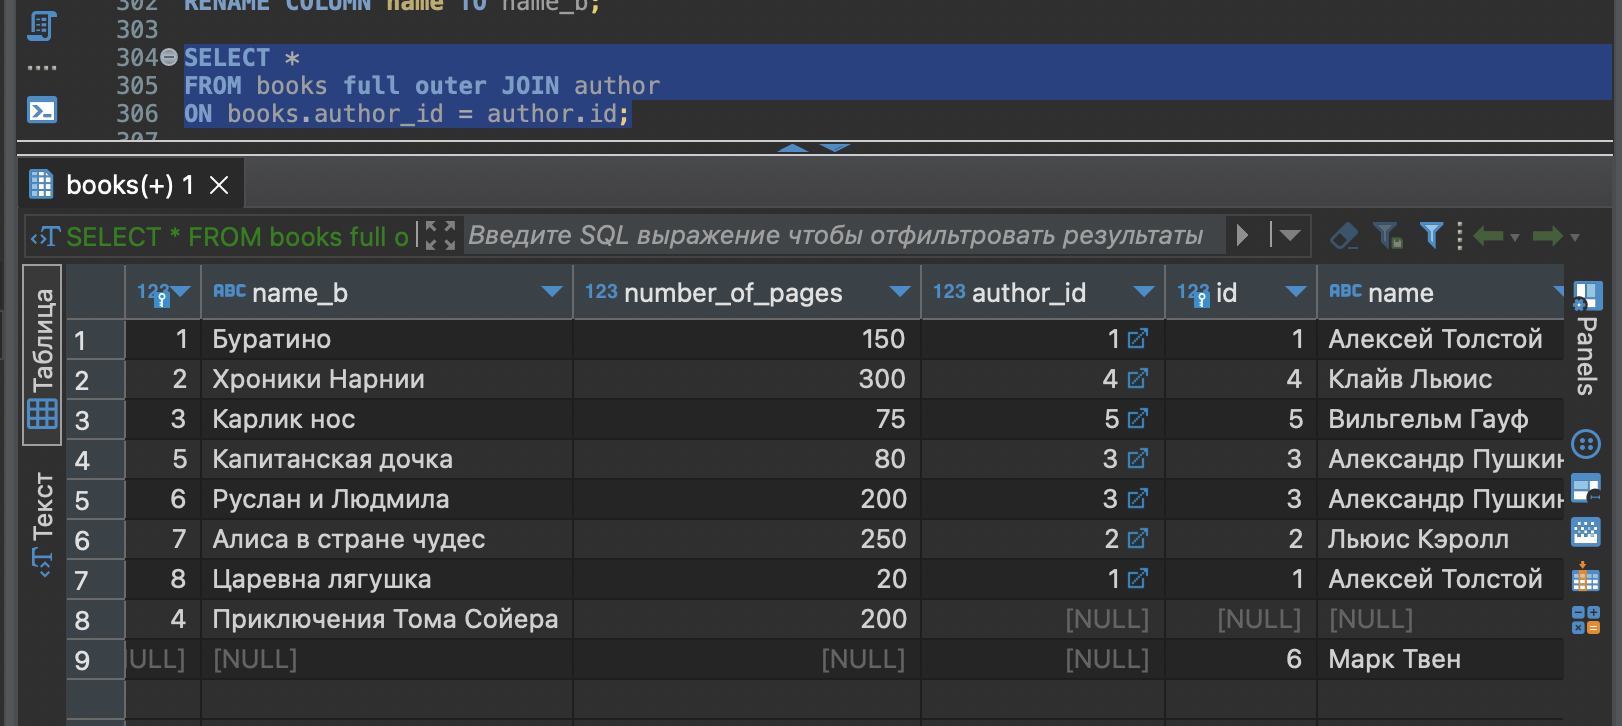 302 RENAME COLUMN name TO name_b;
303
304 SELECT *
305 FROM books full outer JOIN author
306 ON books.author_id = author.id;
307
books(+) 1
SELECT * FROM books full o Введите SQL выражение чтобы отфильтровать результаты
Таблица
Текст
Panels
123 ABC name_b 123 number_of_pages 123 author_id 123 id ABC name
1 1 Буратино 150 1 1 Алексей Толстой
2 2 Хроники Нарнии 300 4 4 Клайв Льюис
3 3 Карлик нос 75 5 5 Вильгельм Гауф
4 5 Капитанская дочка 80 3 3 Александр Пушкин
5 6 Руслан и Людмила 200 3 3 Александр Пушкин
6 7 Алиса в стране чудес 250 2 2 Льюис Кэролл
7 8 Царевна лягушка 20 1 1 Алексей Толстой
8 4 Приключения Тома Сойера 200 [NULL] [NULL] [NULL]
9 ULL] [NULL] [NULL] [NULL] 6 Марк Твен